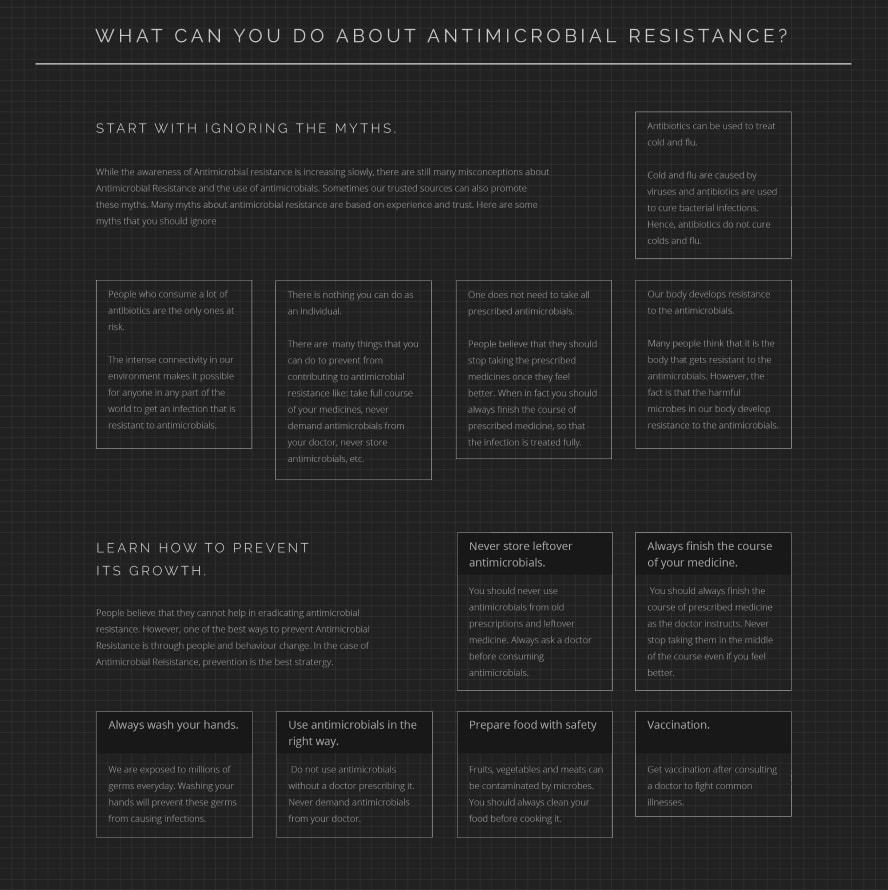 WHAT CAN YOU DO ABOUT ANTIMICROBIAL RESISTANCE?
START WITH IGNORING THE MYTHS.
While the awareness of Antimicrobial resistance is increasing slowly, there are still many misconceptions about
Antimicrobial Resistance and the use of antimicrobials. Sometimes our trusted sources can also promote
these myths. Many myths about antimicrobial resistance are based on experience and trust. Here are some
myths that you should ignore
Antibiotics can be used to treat
cold and flu.
Cold and flu are caused by
viruses and antibiotics are used
to cure bacterial infections.
Hence, antibiotics do not cure
colds and flu.
People who consume a lot of
antibiotics are the only ones at
risk.
The intense connectivity in our
environment makes it possible
for anyone in any part of the
world to get an infection that is
resistant to antimicrobials.
There is nothing you can do as
an individual.
There are many things that you
can do to prevent from
contributing to antimicrobial
resistance like: take full course
of your medicines, never
demand antimicrobials from
your doctor, never store
antimicrobials, etc.
One does not need to take all
prescribed antimicrobials.
People believe that they should
stop taking the prescribed
medicines once they feel
better. When in fact you should
always finish the course of
prescribed medicine, so that
the infection is treated fully.
Our body develops resistance
to the antimicrobials.
Many people think that it is the
body that gets resistant to the
antimicrobials. However, the
fact is that the harmful
microbes in our body develop
resistance to the antimicrobials.
LEARN HOW TO PREVENT
ITS GROWTH.
People believe that they cannot help in eradicating antimicrobial
resistance. However, one of the best ways to prevent Antimicrobial
Resistance is through people and behaviour change. In the case of
Antimicrobial Reisistance, prevention is the best stratergy.
Never store leftover
antimicrobials.
You should never use
antimicrobials from old
prescriptions and leftover
medicine. Always ask a doctor
before consuming
antimicrobials.
Always finish the course
of your medicine.
You should always finish the
course of prescribed medicine
as the doctor instructs. Never
stop taking them in the middle
of the course even if you feel
better.
Always wash your hands.
We are exposed to millions of
germs everyday. Washing your
hands will prevent these germs
from causing infections.
Use antimicrobials in the
right way.
Do not use antimicrobials
without a doctor prescribing it.
Never demand antimicrobials
from your doctor.
Prepare food with safety
Fruits, vegetables and meats can
be contaminated by microbes.
You should always clean your
food before cooking it.
Vaccination.
Get vaccination after consulting
a doctor to fight common
illnesses.